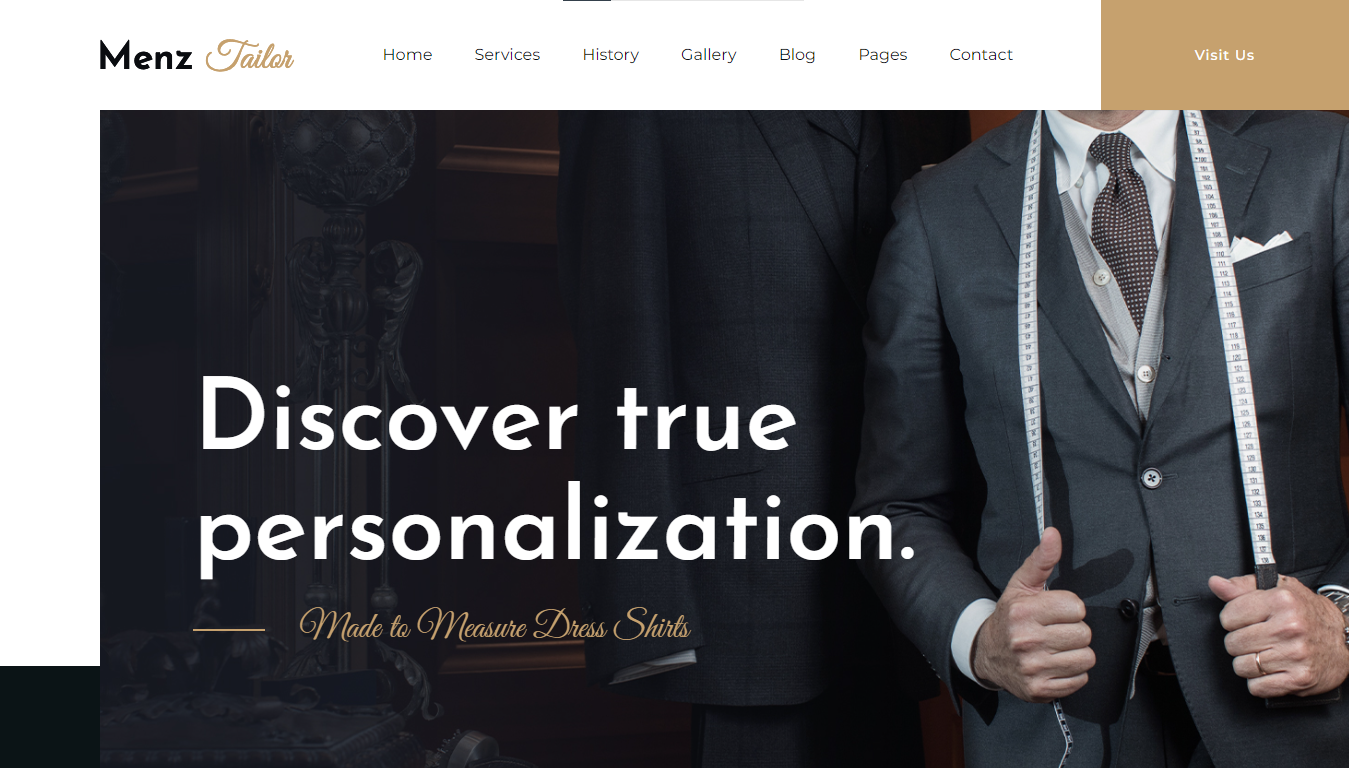 Menz Tailor
Home Services History Gallery Blog Pages Contact
Visit Us
Discover true
personalization.
Made to Measure Dress Shirts